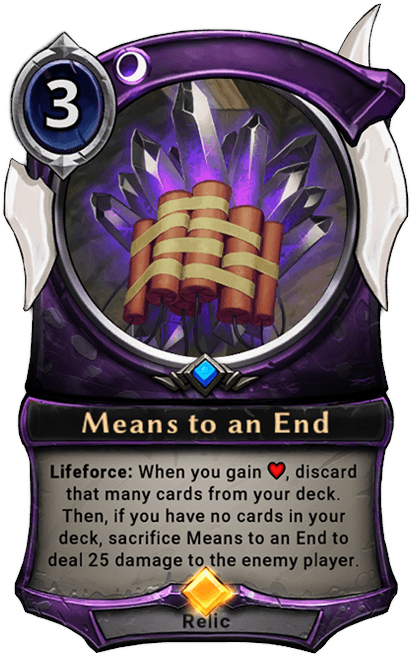 3
Means to an End
Lifeforce: When you gain ♥, discard
that many cards from your deck.
Then, if you have no cards in your
deck, sacrifice Means to an End to
deal 25 damage to the enemy player.
Relic